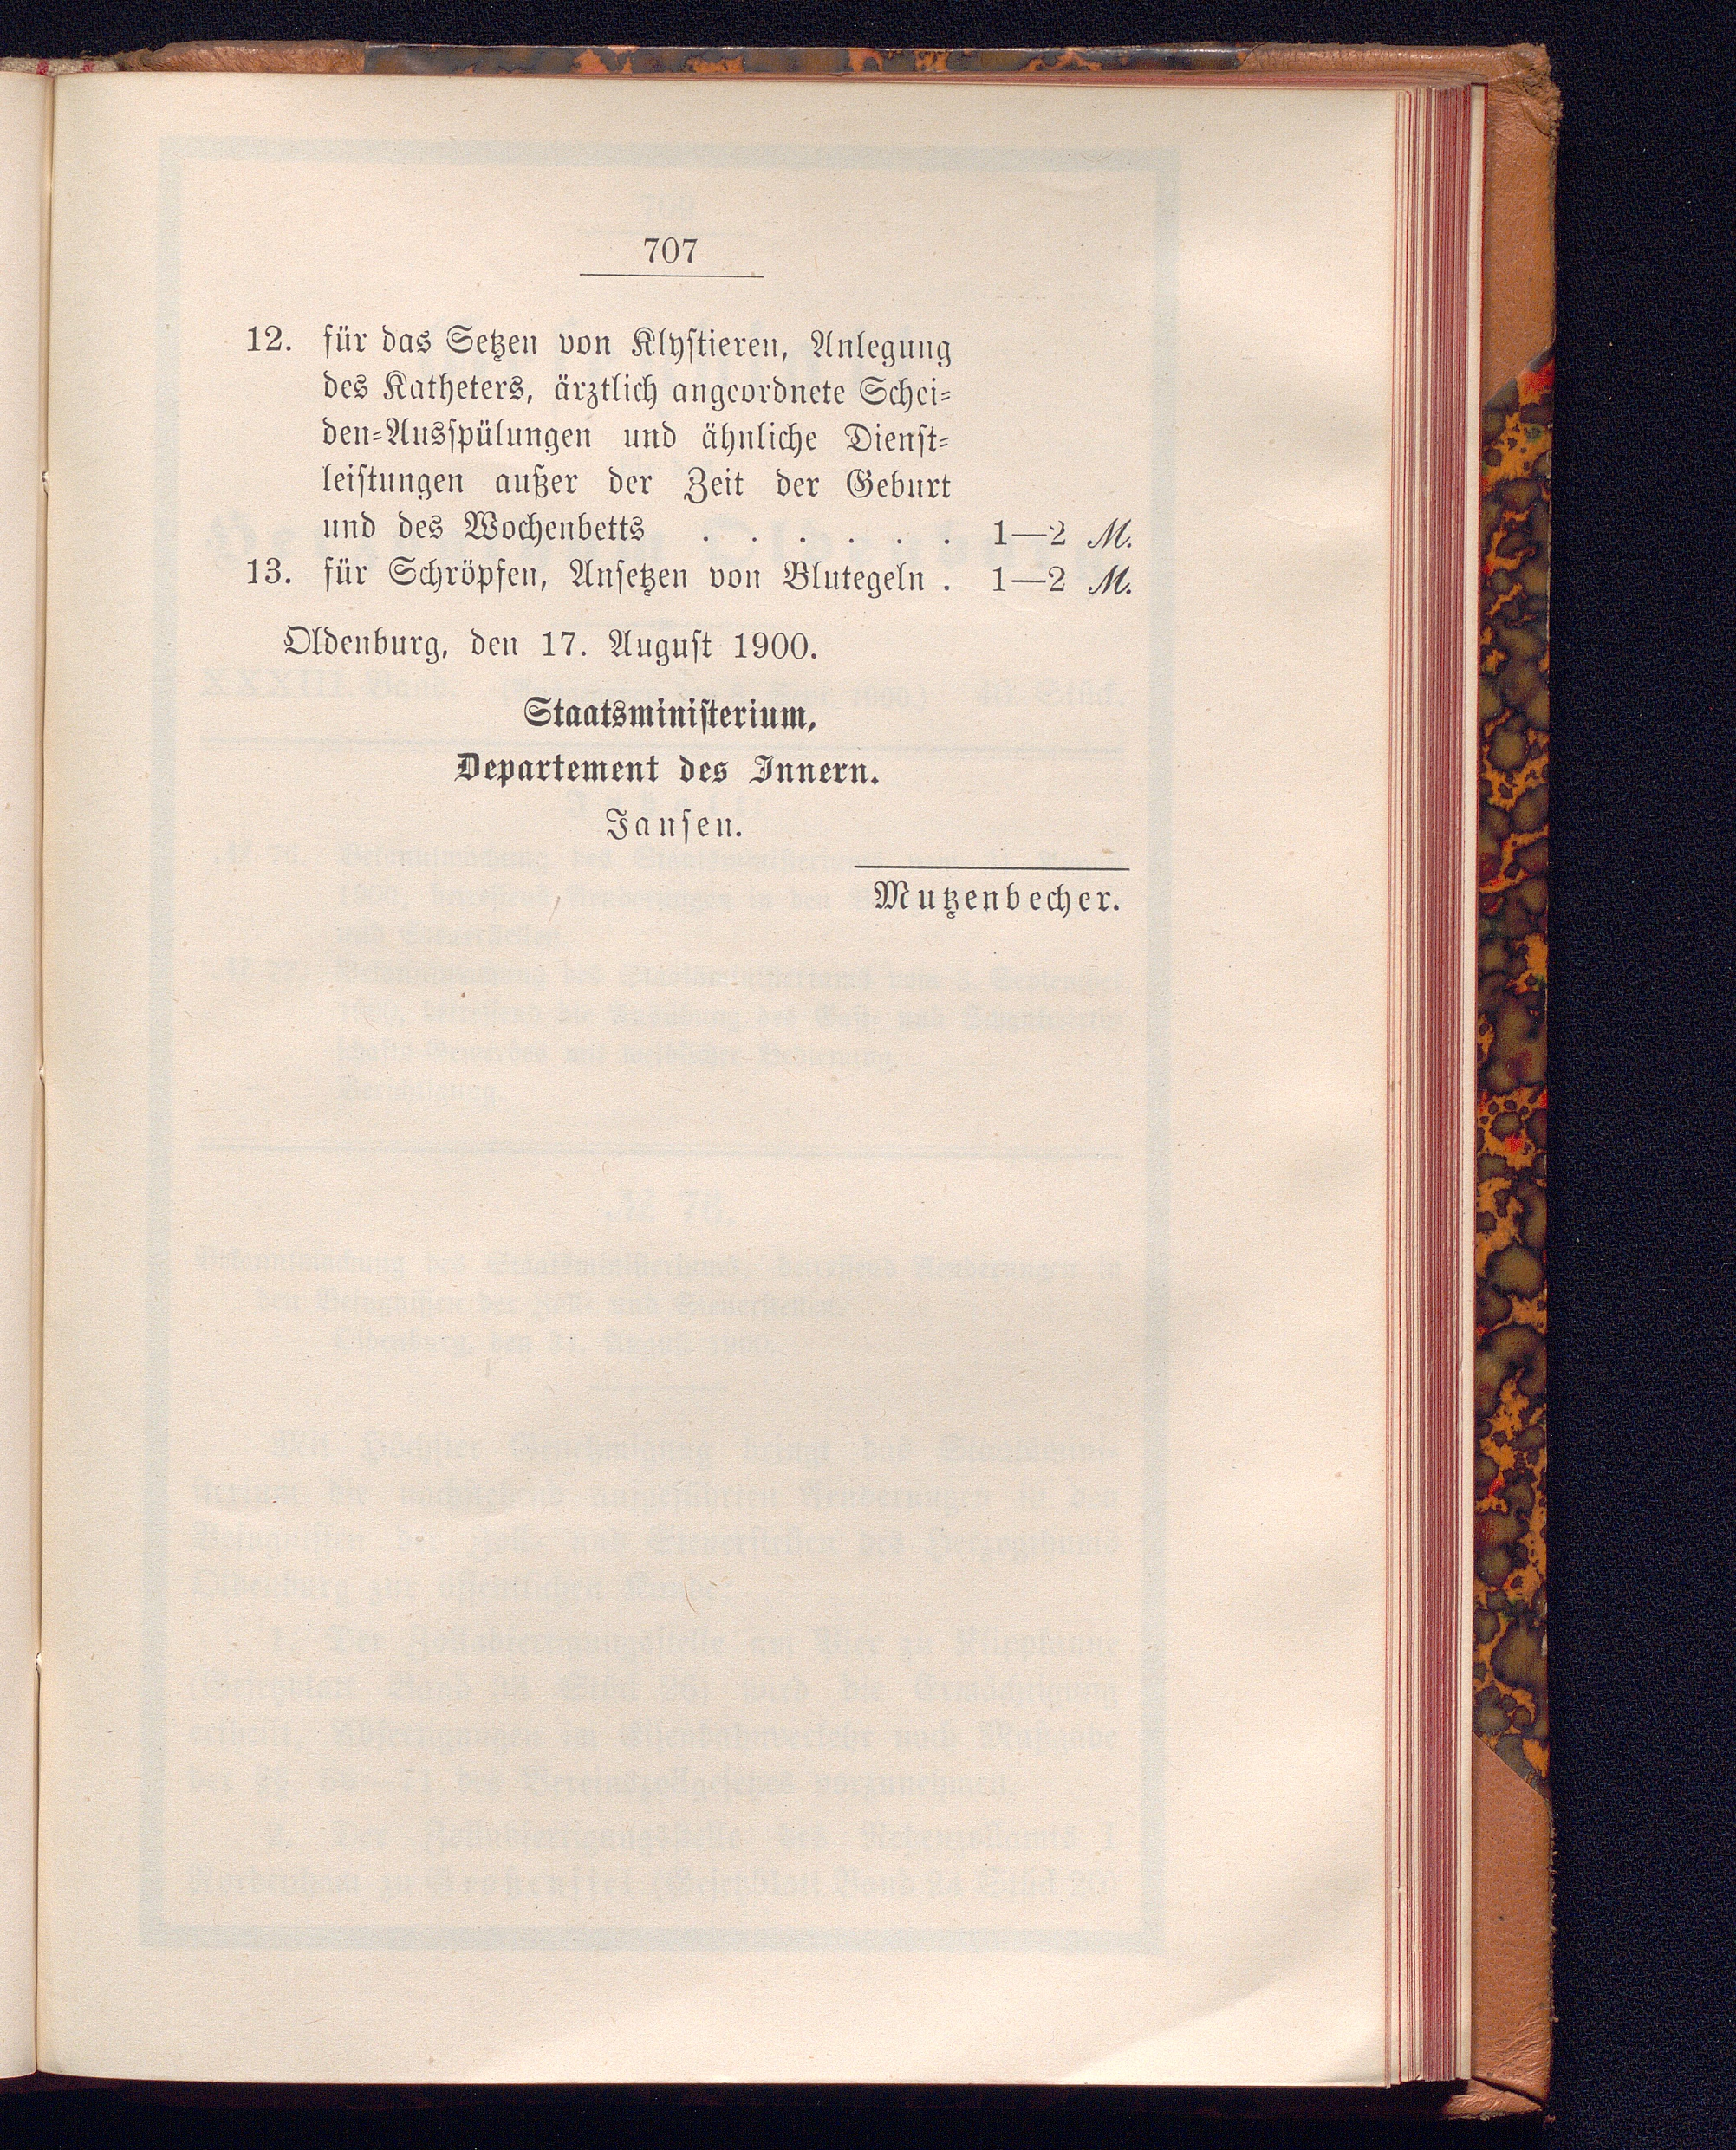 707
12. für das Setzen von Klystieren, Anlegung
des Katheters, ärztlich angeordnete Schei-
den-Ausspülungen und ähnliche Dienst-
leistungen außer der Zeit der Geburt
und des Wochenbetts . . . . . . 1—2 M.
13. für Schröpfen, Ansetzen von Blutegeln . 1—2 M.
Oldenburg, den 17. August 1900.
Staatsministerium,
Departement des Innern.
Jansen.
Mutzenbecher.